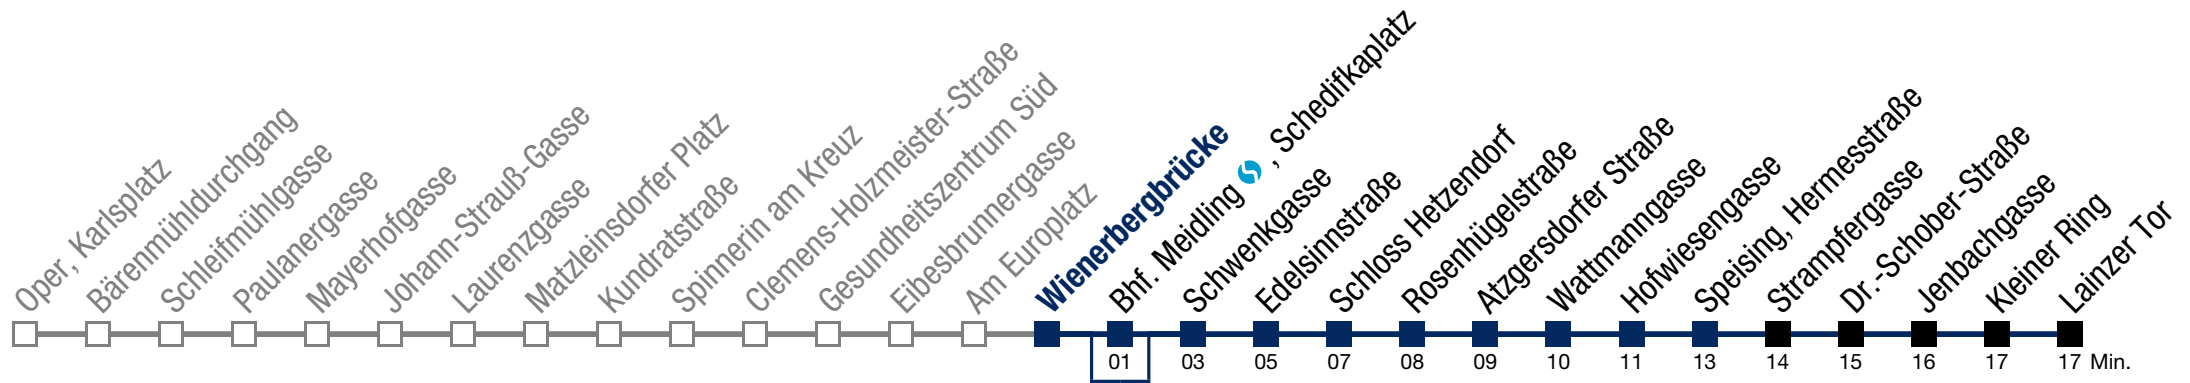 Oper, Karlsplatz
Bärenmühldurchgang
Schleifmühlgasse
Paulanergasse
Mayerhofgasse
Johann-Strauß-Gasse
Laurenzgasse
Matzleinsdorfer Platz
Kundratstraße
Spinnerin am Kreuz
Clemens-Holzmeister-Straße
Gesundheitszentrum Süd
Eibesbrunnergasse
Am Europlatz
Wienerbergbrücke
Bhf. Meidling , Schedifkaplatz
Schwenkgasse
Edelsinnstraße
Schloss Hetzendorf
Rosenhügelstraße
Atzgersdorfer Straße
Wattmanngasse
Hofwiesengasse
Speising, Hermesstraße
Strampfergasse
Dr.-Schober-Straße
Jenbachgasse
Kleiner Ring
Lainzer Tor
01 03 05 07 08 09 10 11 13 14 15 16 17 17 Min.